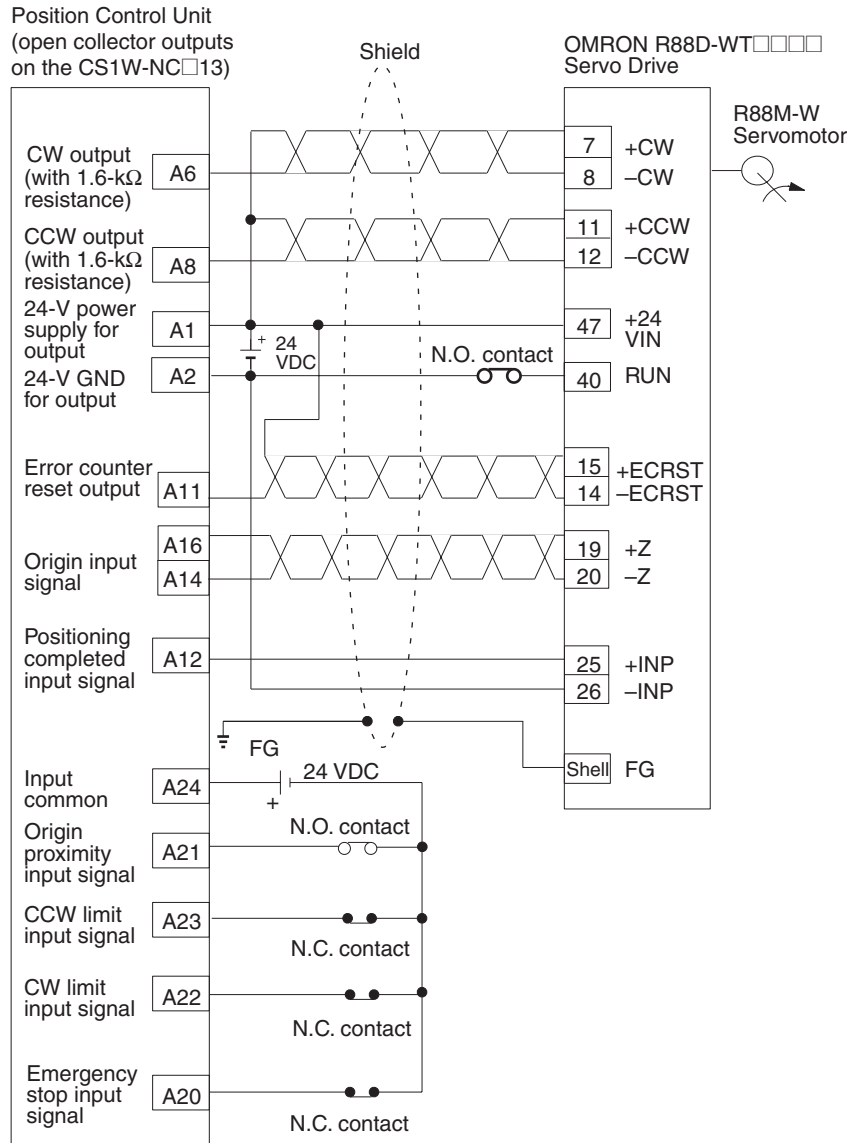 Position Control Unit
(open collector outputs
on the CS1W-NC□13)
Shield
OMRON R88D-WT□□□□
Servo Drive
R88M-W
Servomotor
CW output
(with 1.6-kΩ
resistance)
A6
7 +CW
8 –CW
CCW output
(with 1.6-kΩ
resistance)
A8
11 +CCW
12 –CCW
24-V power
supply for
output
A1
+ 24
VDC
47 +24
VIN
24-V GND
for output
A2
N.O. contact
40 RUN
Error counter
reset output
A11
15 +ECRST
14 –ECRST
Origin input
signal
A16
A14
19 +Z
20 –Z
Positioning
completed
input signal
A12
25 +INP
26 –INP
FG
Shell FG
Input
common
A24
24 VDC
+
Origin
proximity
input signal
A21
N.O. contact
CCW limit
input signal
A23
N.C. contact
CW limit
input signal
A22
N.C. contact
Emergency
stop input
signal
A20
N.C. contact